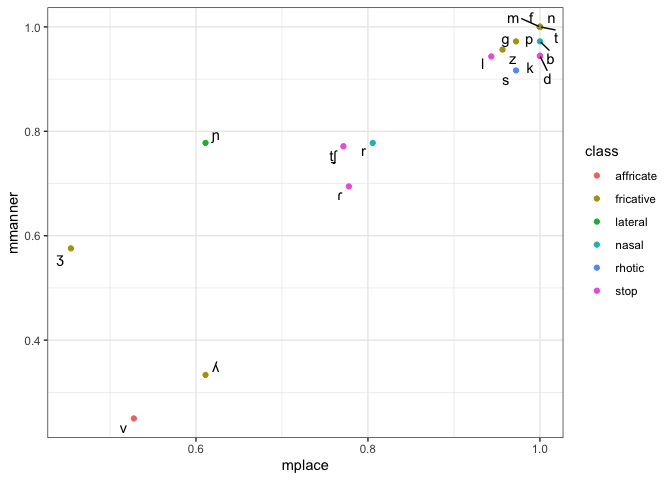 m f n
1.0
g p t
z b
l k
s d
class
ɲ
0.8
tʃ r
affricate
fricative
ɾ
lateral
mmanner
0.6
nasal
ʒ
rhotic
stop
0.4
ʎ
v
0.6 0.8 1.0
mplace